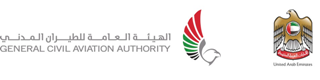 الهيئة العامة للطيران المدني
GENERAL CIVIL AVIATION AUTHORITY
United Arab Emirates